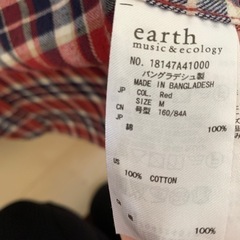 earth
music&ecology
NO. 18147A41000
バングラデシュ製
MADE IN BANGLADESH
JP COL. Red
SIZE M
CN 号型 160/84A
JP 綿 100%
US
100% COTTON 100%